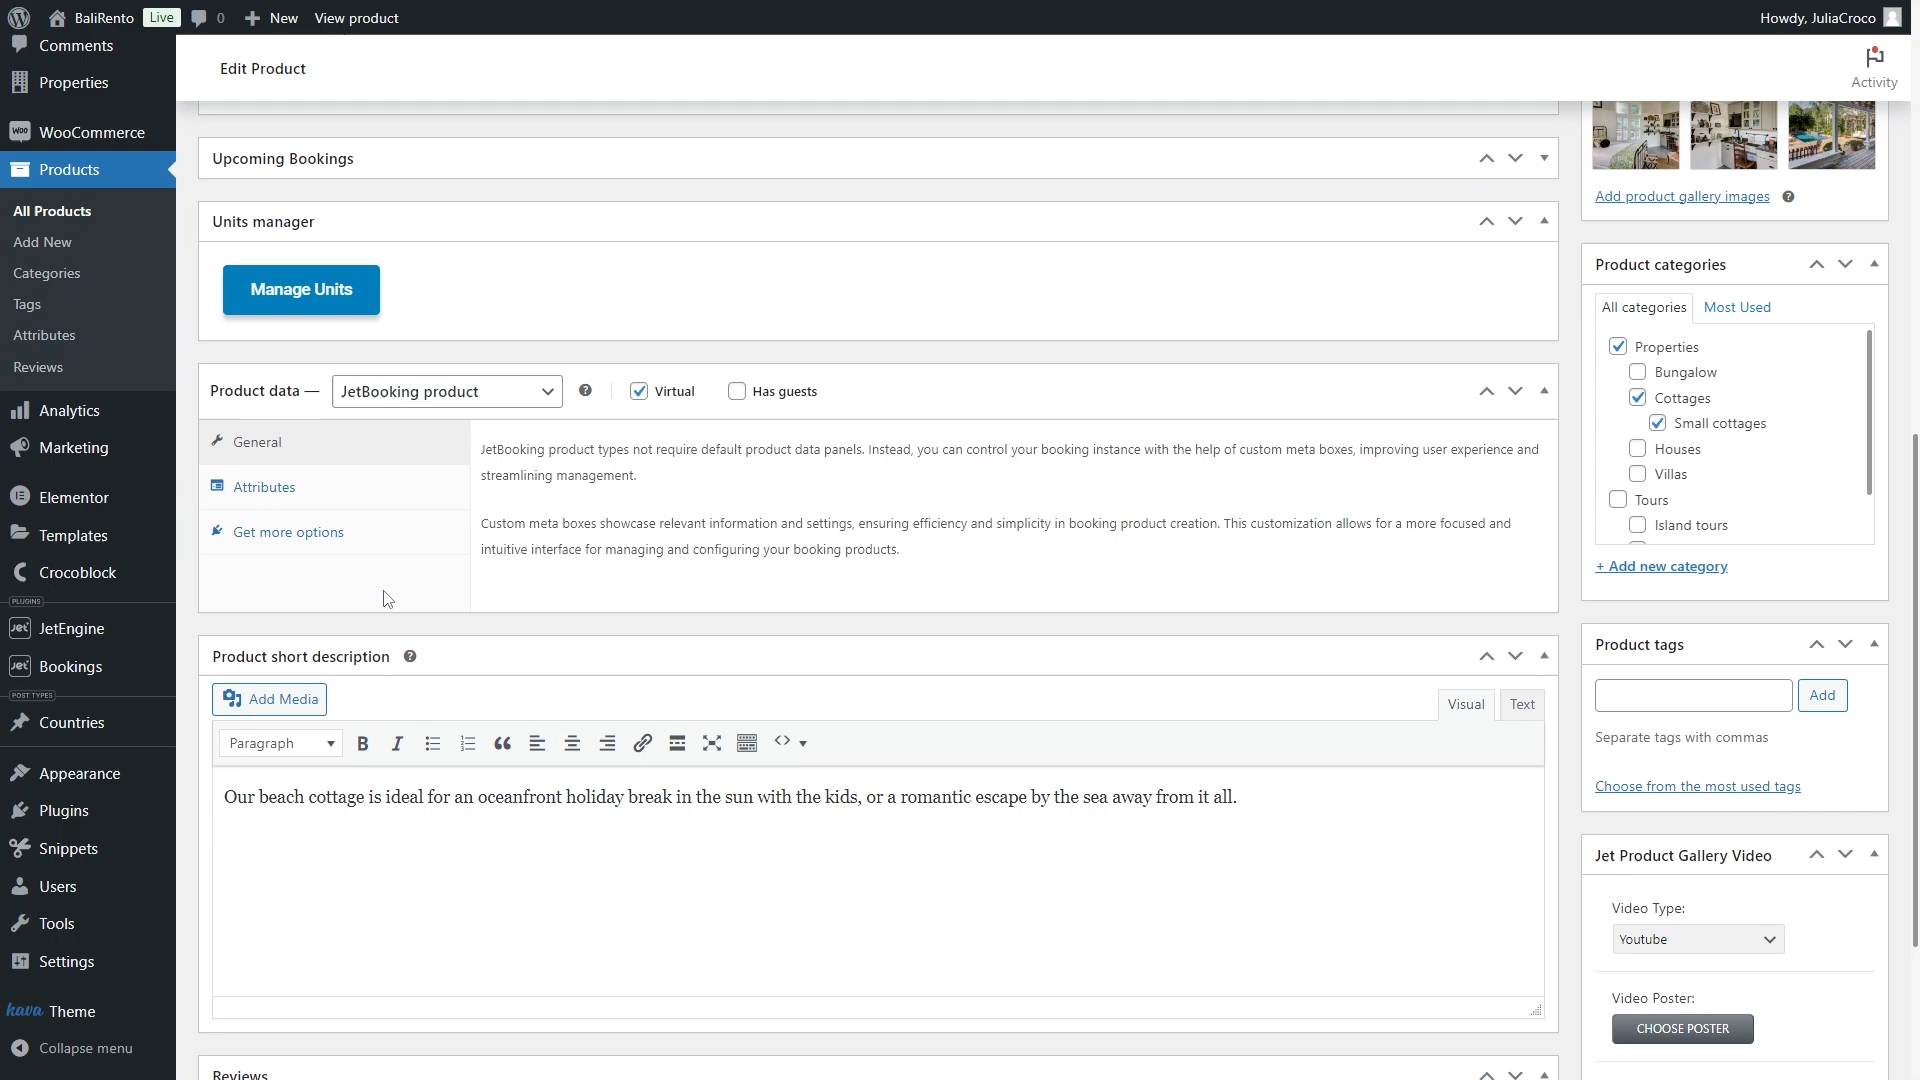 BaliRento Live 0 New View product
Howdy, JuliaCroco
Comments
Properties
WooCommerce
Products
All Products
Add New
Categories
Tags
Attributes
Reviews
Analytics
Marketing
Elementor
Templates
Crocoblock
PLUGINS
JetEngine
Bookings
POST TYPES
Countries
Appearance
Plugins
Snippets
Users
Tools
Settings
hava Theme
Collapse menu
Edit Product
Activity
Upcoming Bookings
Units manager
Manage Units
Product data — JetBooking product Virtual Has guests
General
Attributes
Get more options
JetBooking product types not require default product data panels. Instead, you can control your booking instance with the help of custom meta boxes, improving user experience and
streamlining management.
Custom meta boxes showcase relevant information and settings, ensuring efficiency and simplicity in booking product creation. This customization allows for a more focused and
intuitive interface for managing and configuring your booking products.
Product short description
Add Media
Visual Text
Paragraph
Our beach cottage is ideal for an oceanfront holiday break in the sun with the kids, or a romantic escape by the sea away from it all.
Reviews
Add product gallery images
Product categories
All categories Most Used
Properties
Bungalow
Cottages
Small cottages
Houses
Villas
Tours
Island tours
+ Add new category
Product tags
Add
Separate tags with commas
Choose from the most used tags
Jet Product Gallery Video
Video Type:
Youtube
Video Poster:
CHOOSE POSTER